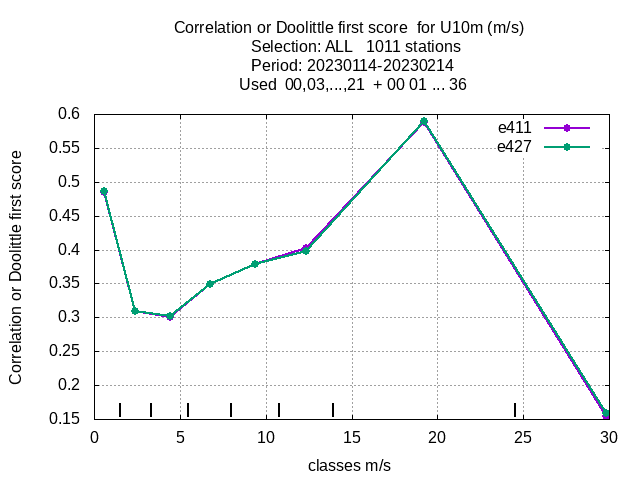 Correlation or Doolittle first score  for U10m (m/s)
Selection: ALL   1011 stations
Period: 20230114-20230214
Used  00,03,...,21  + 00 01 ... 36
Correlation or Doolittle first score
0.6
0.55
0.5
0.45
0.4
0.35
0.3
0.25
0.2
0.15
e411
e427
0 5 10 15 20 25 30
classes m/s